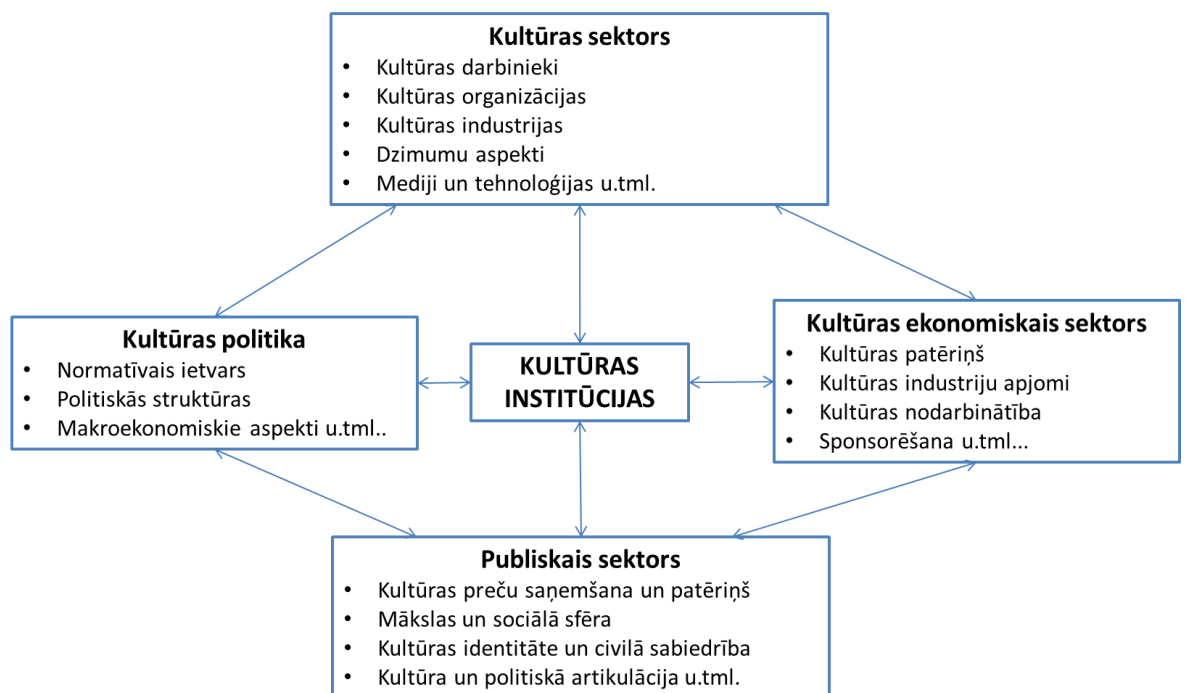 Kultūras sektors
• Kultūras darbinieki
• Kultūras organizācijas
• Kultūras industrijas
• Dzimumu aspekti
• Mediji un tehnoloģijas u.tml.
Kultūras politika
• Normatīvais ietvars
• Politiskās struktūras
• Makroekonomiskie aspekti u.tml..
KULTŪRAS
INSTITŪCIJAS
Kultūras ekonomiskais sektors
• Kultūras patēriņš
• Kultūras industriju apjomi
• Kultūras nodarbinātība
• Sponsorēšana u.tml...
Publiskais sektors
• Kultūras preču saņemšana un patēriņš
• Mākslas un sociālā sfēra
• Kultūras identitāte un civilā sabiedrība
• Kultūra un politiskā artikulācija u.tml.